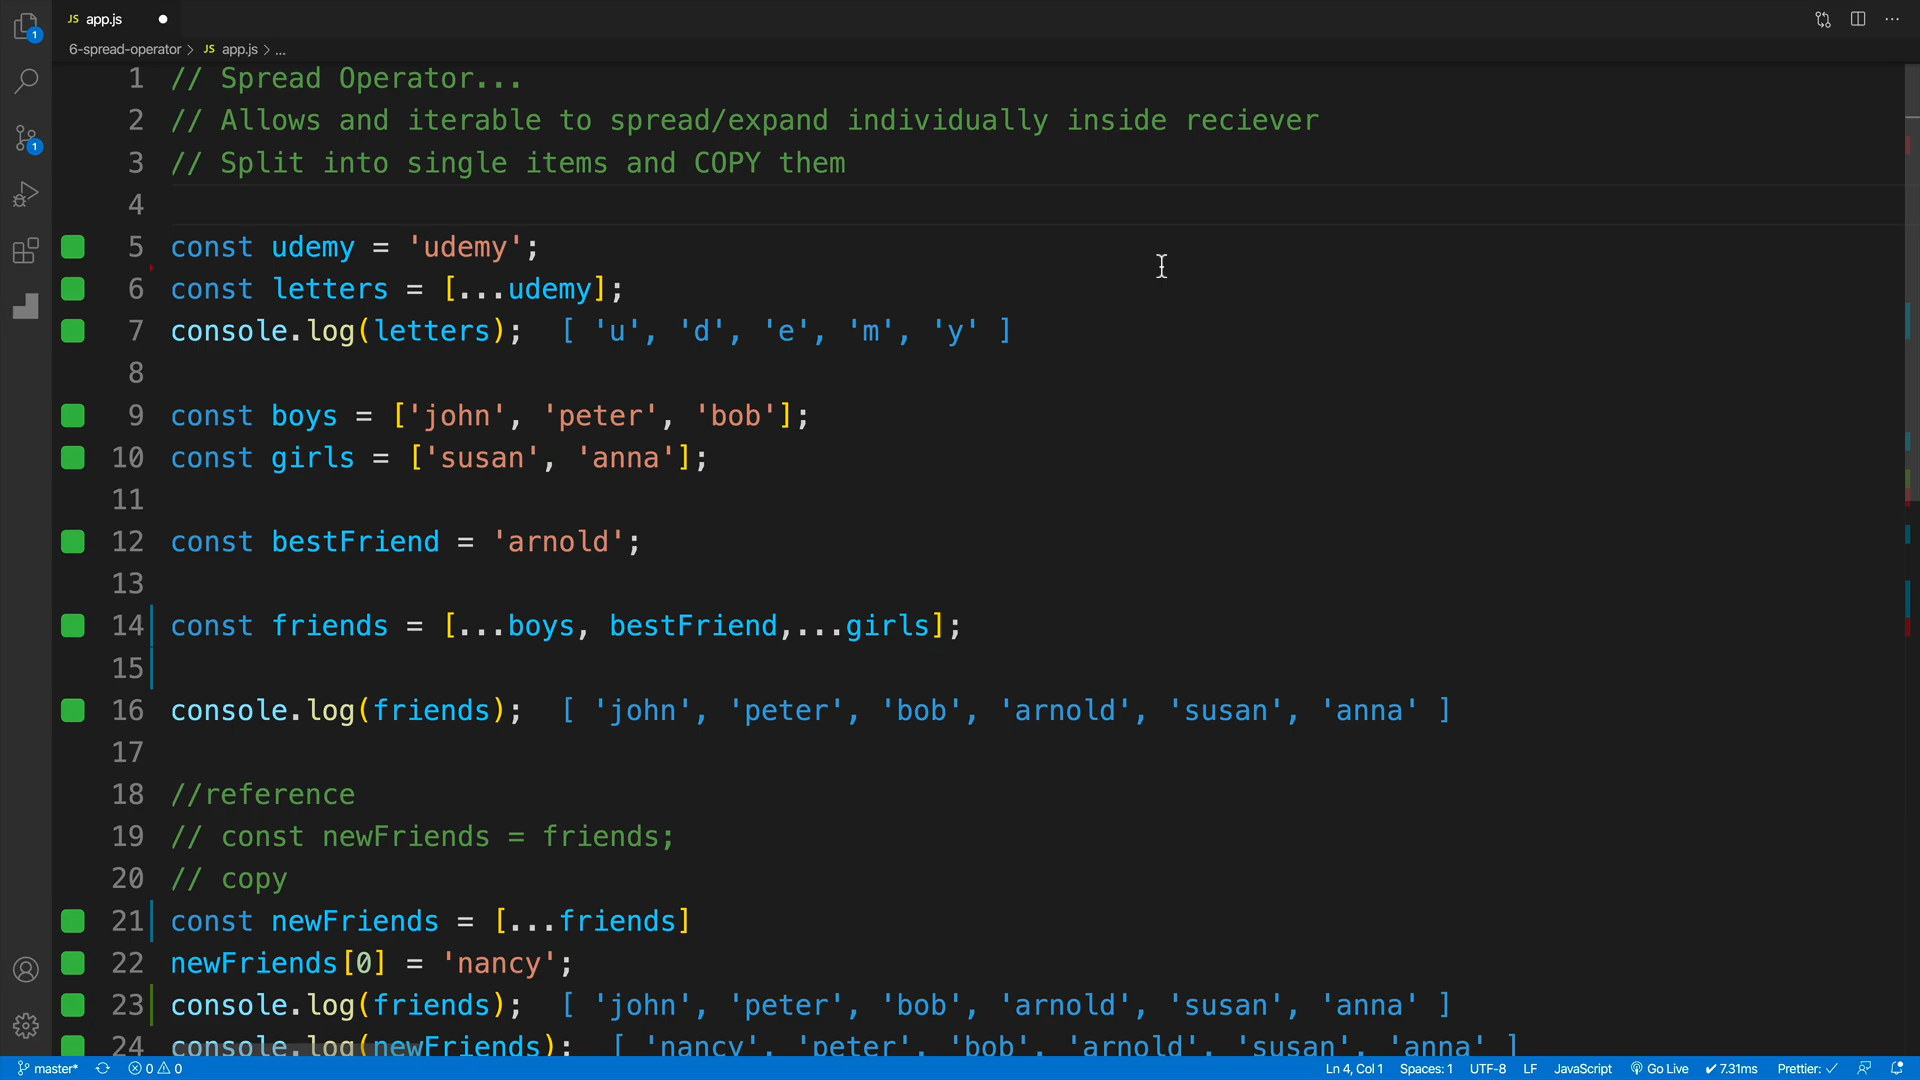 JS app.js
6-spread-operator > JS app.js > ...
1 // Spread Operator...
2 // Allows and iterable to spread/expand individually inside reciever
3 // Split into single items and COPY them
4
5 const udemy = 'udemy';
6 const letters = [...udemy];
7 console.log(letters); [ 'u', 'd', 'e', 'm', 'y' ]
8
9 const boys = ['john', 'peter', 'bob'];
10 const girls = ['susan', 'anna'];
11
12 const bestFriend = 'arnold';
13
14 const friends = [...boys, bestFriend,...girls];
15
16 console.log(friends); [ 'john', 'peter', 'bob', 'arnold', 'susan', 'anna' ]
17
18 //reference
19 // const newFriends = friends;
20 // copy
21 const newFriends = [...friends]
22 newFriends[0] = 'nancy';
23 console.log(friends); [ 'john', 'peter', 'bob', 'arnold', 'susan', 'anna' ]
24 console.log(newFriends); [ 'nancy', 'peter', 'bob', 'arnold', 'susan', 'anna' ]
1
1
master* 0 0 Ln 4, Col 1 Spaces: 1 UTF-8 LF JavaScript Go Live ✓ 7.31ms Prettier: ✓